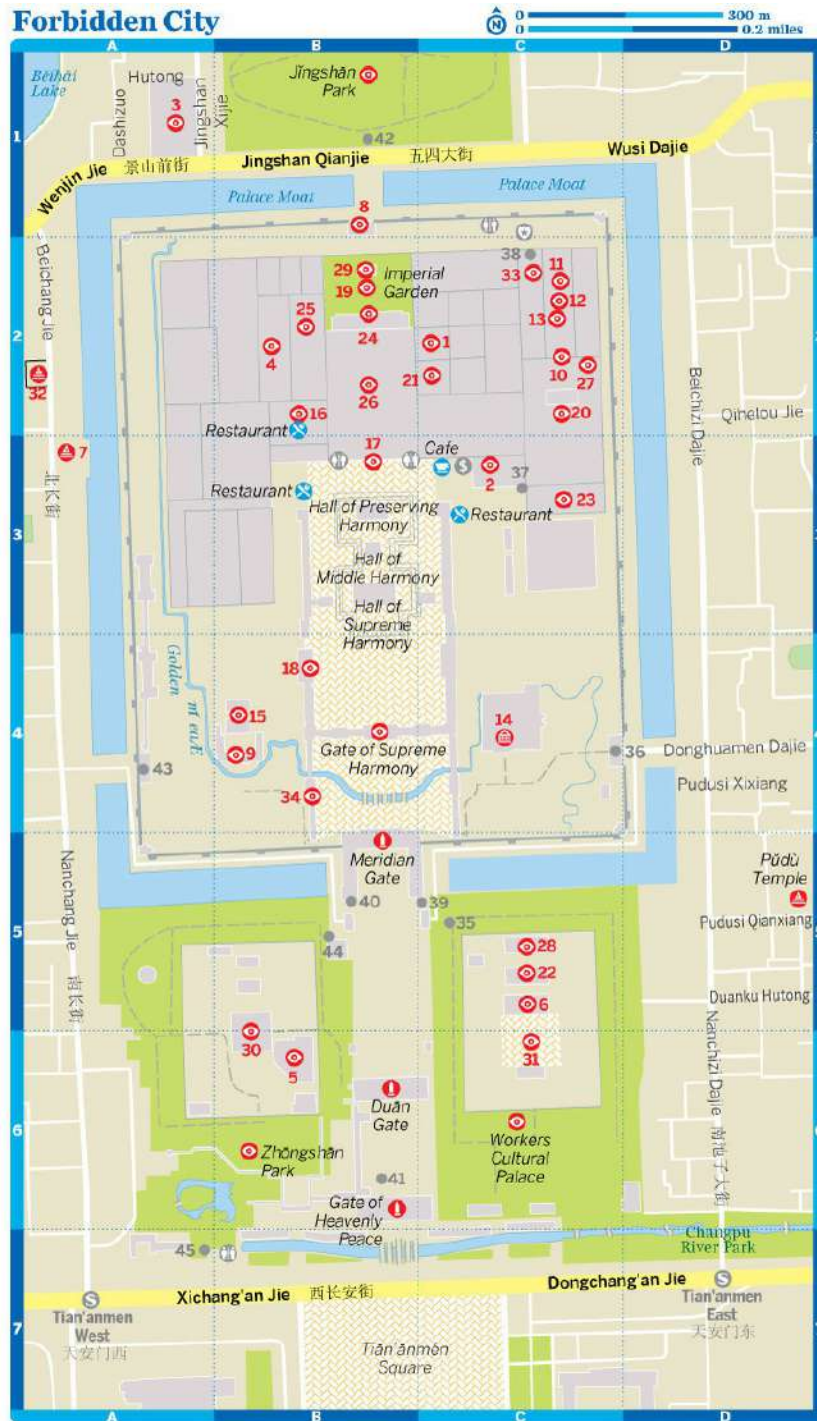 Forbidden City
0 300 m
0 0.2 miles
A B C D
Běihǎi
Lake
Hutong
Dashizuo
Jingshan
Xijie
3
Jǐngshān
Park
42
1
Wenjin Jie
景山前街
Jingshan Qianjie
五四大街
Wusi Dajie
Palace Moat
Palace Moat
8
Beichang Jie
38
33
11
29
Imperial
Garden
19
12
13
25
24
1
2
4
21
10
27
26
32
16
20
Beichizi Dajie
Qihelou Jie
Restaurant
17
Cafe
7
2
37
北长街
Restaurant
23
Hall of Preserving
Harmony
Restaurant
3
Hall of
Middle Harmony
Hall of
Supreme
Harmony
Golden
18
15
14
4
9
Gate of Supreme
Harmony
36
Donghuamen Dajie
43
Pudusi Xixiang
34
Meridian
Gate
Nanchang Jie
Pǔdù
Temple
40
39
35
5
Pudusi Qianxiang
44
28
22
南长街
6
Duanku Hutong
30
31
5
Nanchizi Dajie
南池子大街
Duān
Gate
6
Zhōngshān
Park
Workers
Cultural
Palace
41
Gate of
Heavenly
Peace
Changpu
River Park
45
Xichang'an Jie
西长安街
Dongchang'an Jie
S
Tian'anmen
West
天安门西
S
Tian'anmen
East
天安门东
7
Tiān'ānmén
Square
A B C D